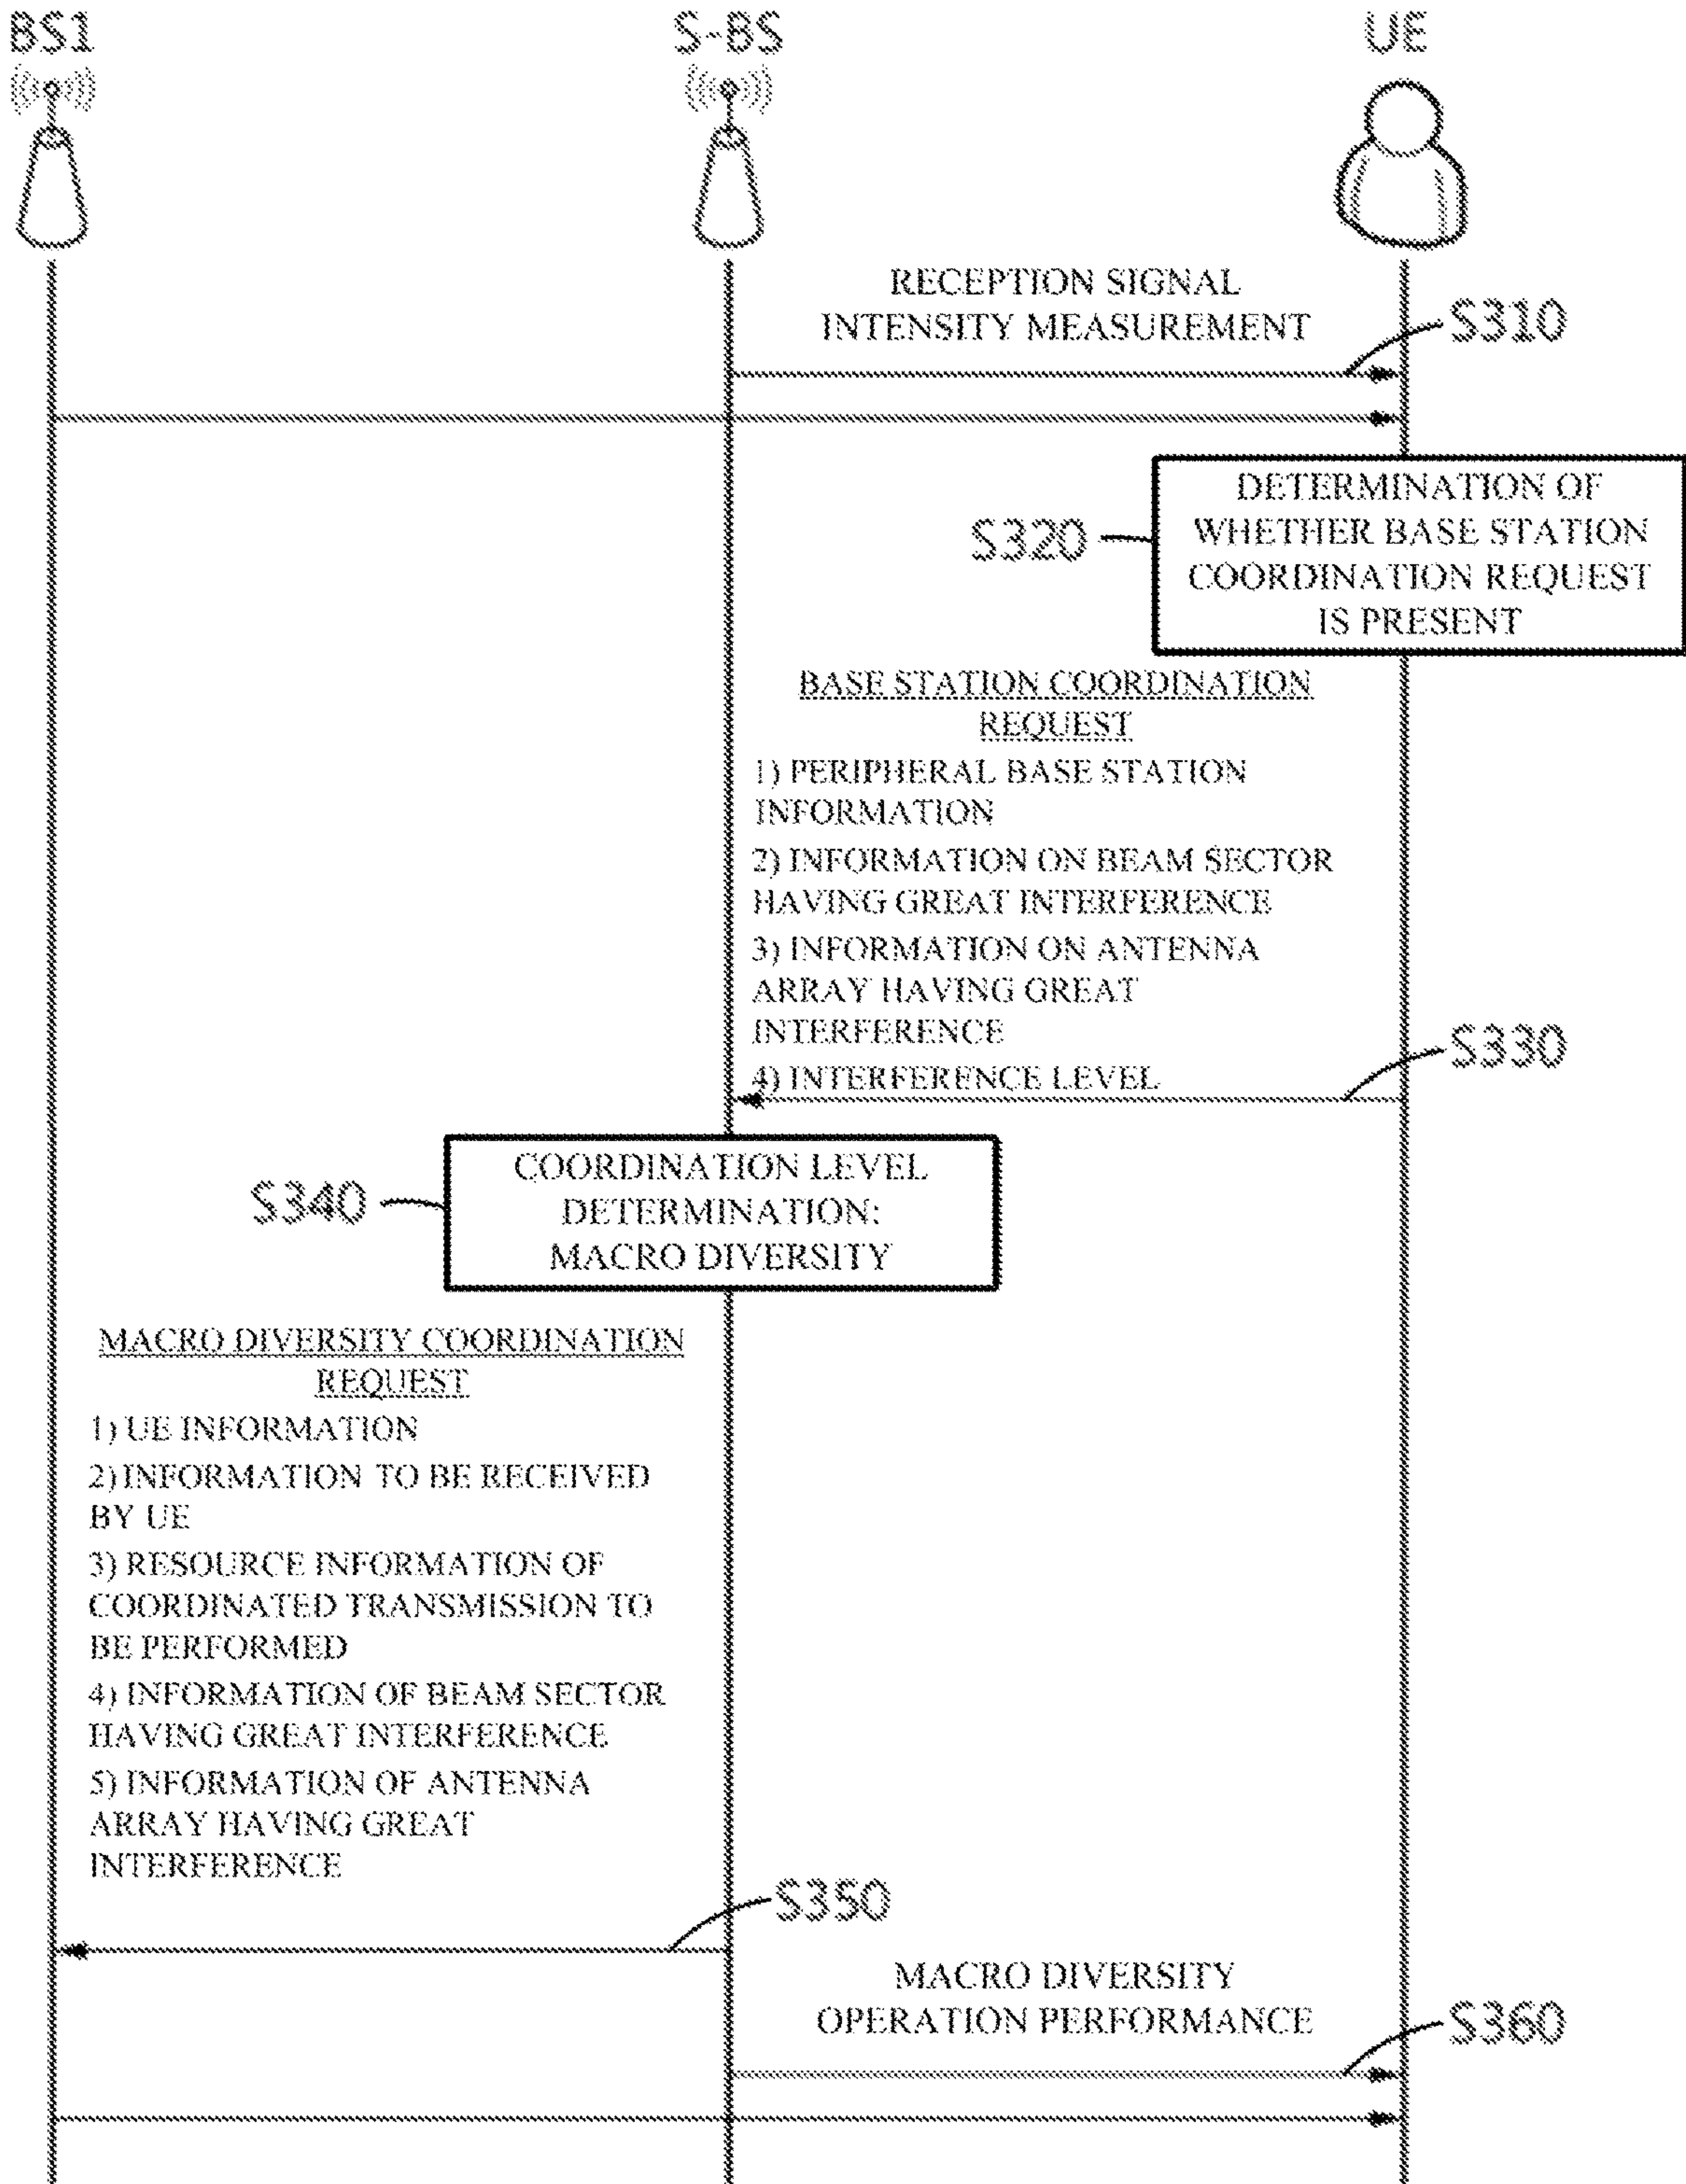 BS1
S-BS
UE
RECEPTION SIGNAL
INTENSITY MEASUREMENT
S310
DETERMINATION OF
WHETHER BASE STATION
COORDINATION REQUEST
IS PRESENT
S320
BASE STATION COORDINATION
REQUEST
1) PERIPHERAL BASE STATION
INFORMATION
2) INFORMATION ON BEAM SECTOR
HAVING GREAT INTERFERENCE
3) INFORMATION ON ANTENNA
ARRAY HAVING GREAT
INTERFERENCE
4) INTERFERENCE LEVEL
S330
COORDINATION LEVEL
DETERMINATION:
MACRO DIVERSITY
S340
MACRO DIVERSITY COORDINATION
REQUEST
1) UE INFORMATION
2) INFORMATION TO BE RECEIVED
BY UE
3) RESOURCE INFORMATION OF
COORDINATED TRANSMISSION TO
BE PERFORMED
4) INFORMATION OF BEAM SECTOR
HAVING GREAT INTERFERENCE
5) INFORMATION OF ANTENNA
ARRAY HAVING GREAT
INTERFERENCE
S350
MACRO DIVERSITY
OPERATION PERFORMANCE
S360